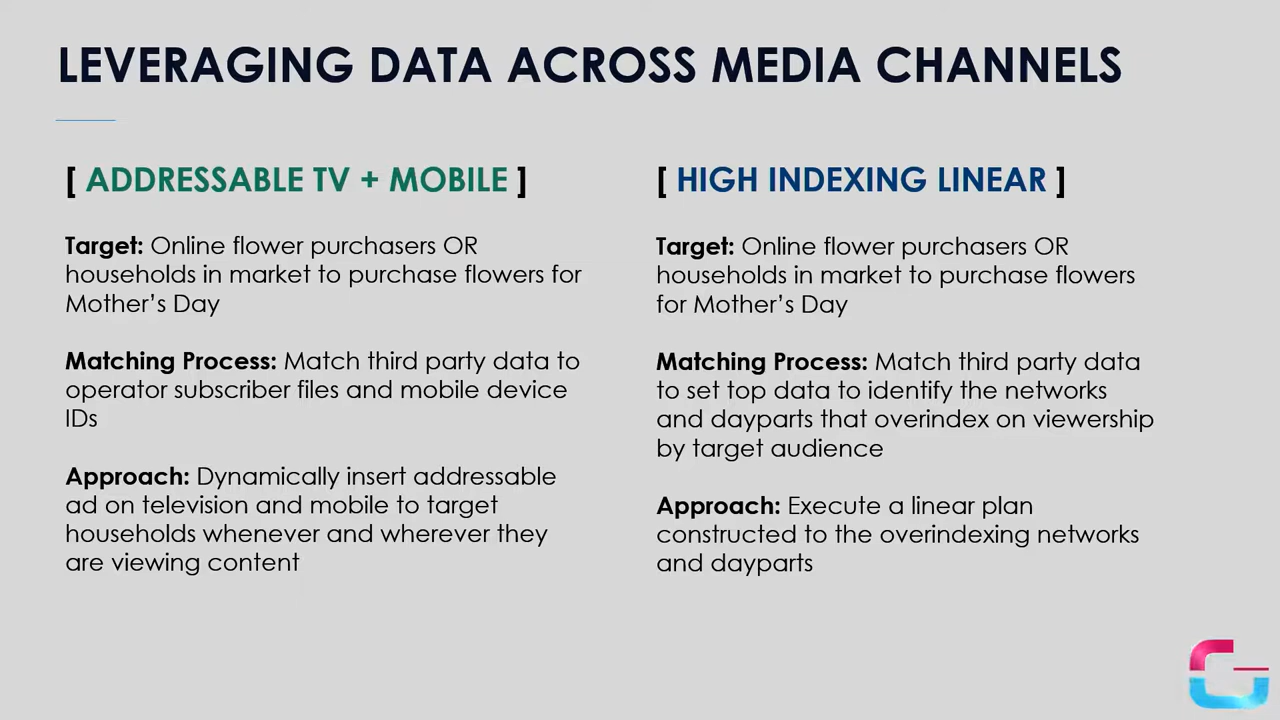 LEVERAGING DATA ACROSS MEDIA CHANNELS
[ ADDRESSABLE TV + MOBILE ]
Target: Online flower purchasers OR
households in market to purchase flowers for
Mother's Day
Matching Process: Match third party data to
operator subscriber files and mobile device
IDs
Approach: Dynamically insert addressable
ad on television and mobile to target
households whenever and wherever they
are viewing content
[ HIGH INDEXING LINEAR ]
Target: Online flower purchasers OR
households in market to purchase flowers
for Mother's Day
Matching Process: Match third party data
to set top data to identify the networks
and dayparts that overindex on viewership
by target audience
Approach: Execute a linear plan
constructed to the overindexing networks
and dayparts